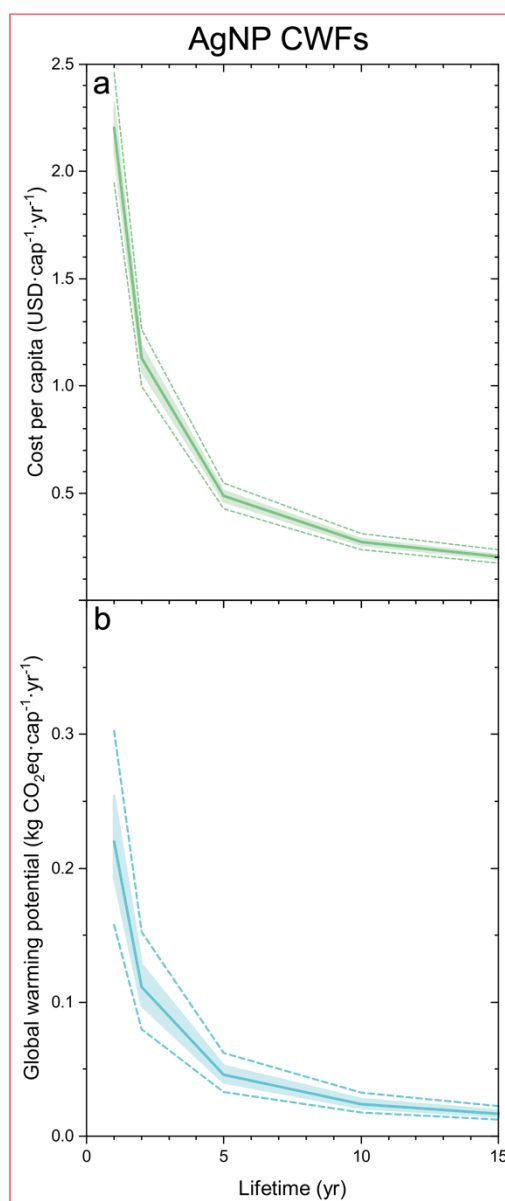 AgNP CWFs
a
2.5
2.0
1.5
1.0
0.5
Cost per capita (USD·cap⁻¹·yr⁻¹)
b
0.3
0.2
0.1
0.0
Global warming potential (kg CO₂eq·cap⁻¹·yr⁻¹)
0 5 10 15
Lifetime (yr)